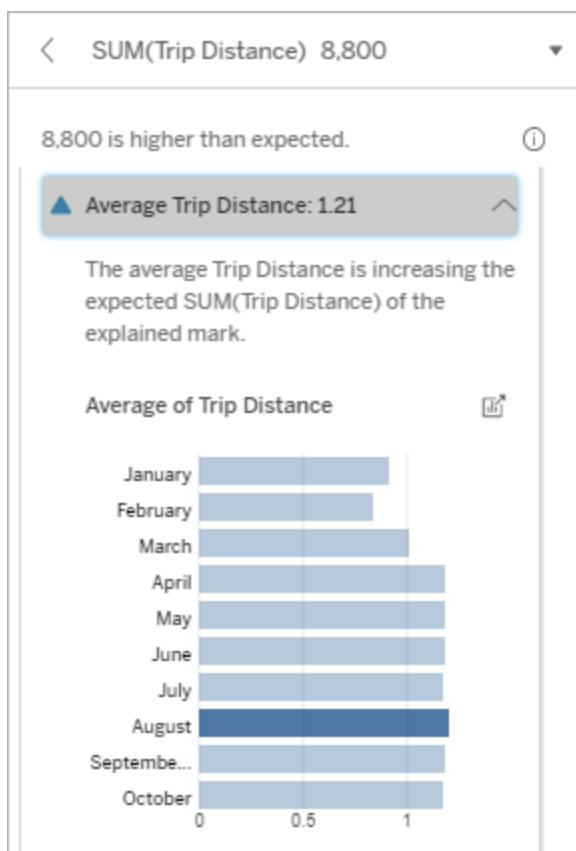 SUM(Trip Distance) 8,800
8,800 is higher than expected.
Average Trip Distance: 1.21
The average Trip Distance is increasing the
expected SUM(Trip Distance) of the
explained mark.
Average of Trip Distance
January
February
March
April
May
June
July
August
Septembe...
October
0 0.5 1